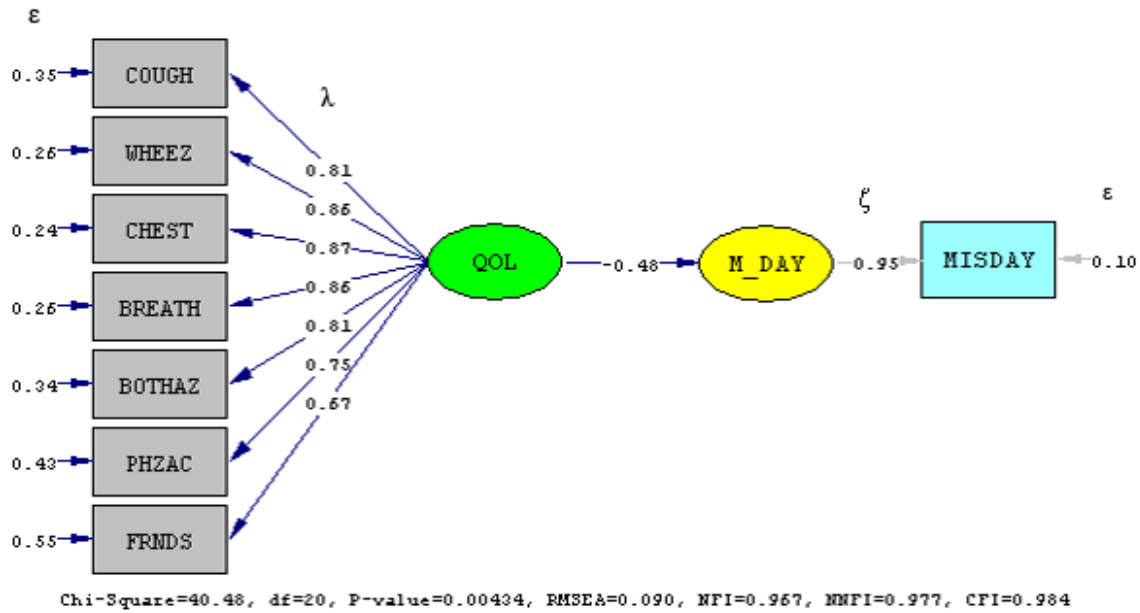 ε
0.35 COUGH
λ
0.26 WHEEZ
0.81
0.86
ζ
ε
0.24 CHEST
0.87
QOL -0.48 M_DAY 0.95 MISDAY 0.10
0.86
0.26 BREATH
0.81
0.75
0.34 BOTHAZ
0.67
0.43 PHZAC
0.55 FRNDS
Chi-Square=40.48, df=20, P-value=0.00434, RMSEA=0.090, NFI=0.967, NNFI=0.977, CFI=0.984